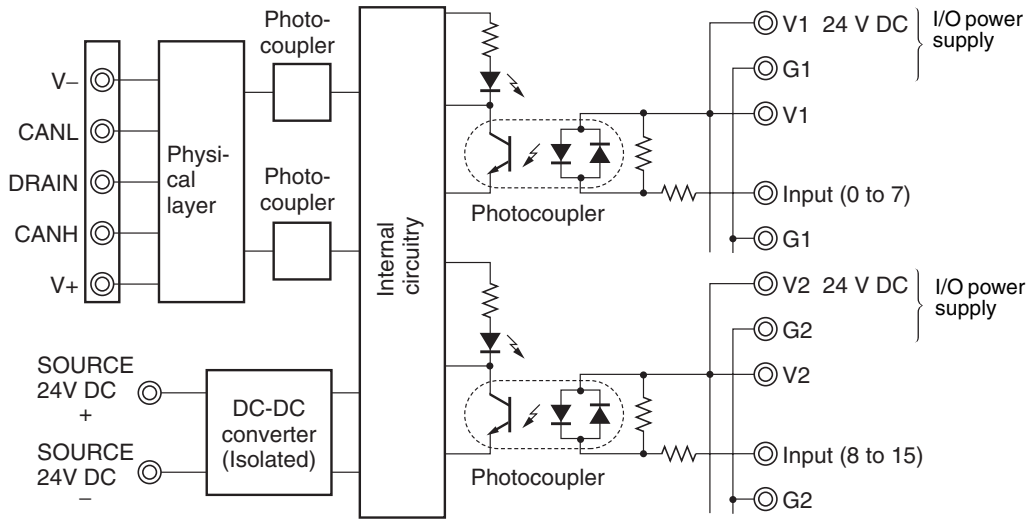 V–
CANL
DRAIN
CANH
V+
Physi-
cal
layer
Photo-
coupler
Photo-
coupler
Internal
circuitry
SOURCE
24V DC
+
SOURCE
24V DC
–
DC-DC
converter
(Isolated)
Photocoupler
V1 24 V DC
I/O power
supply
G1
V1
Input (0 to 7)
G1
Photocoupler
V2 24 V DC
I/O power
supply
G2
V2
Input (8 to 15)
G2